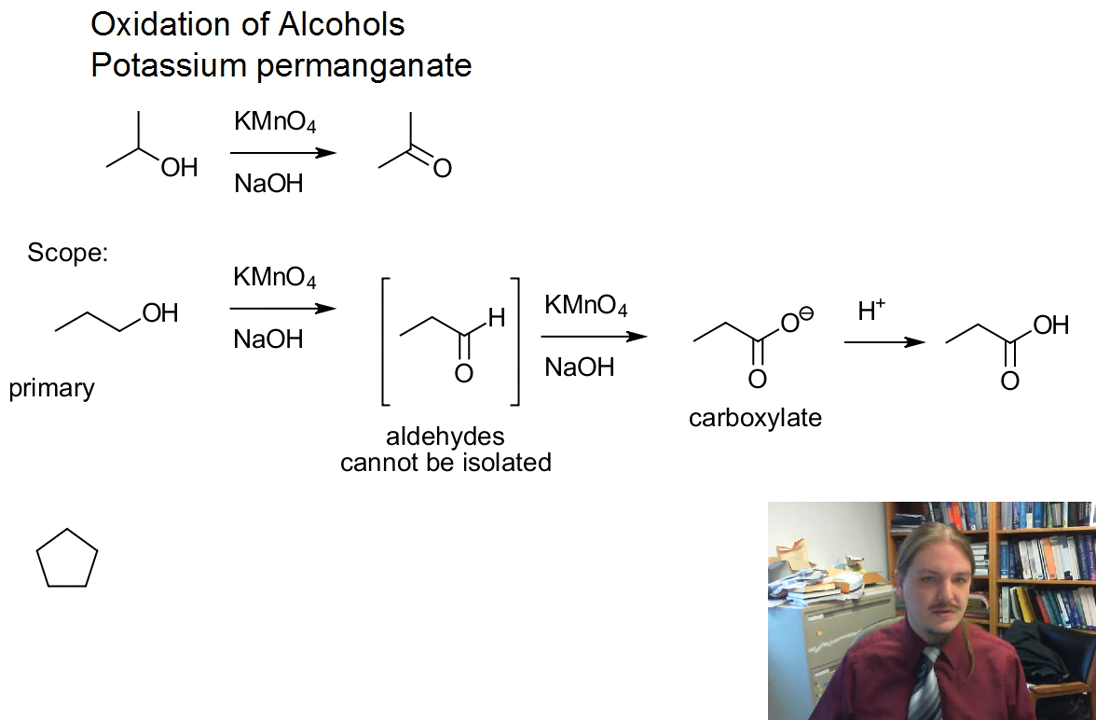 Oxidation of Alcohols
Potassium permanganate
KMnO₄
OH
NaOH
O
Scope:
KMnO₄
OH
NaOH
primary
H
O
aldehydes
cannot be isolated
KMnO₄
NaOH
O⊖
O
carboxylate
H⁺
OH
O